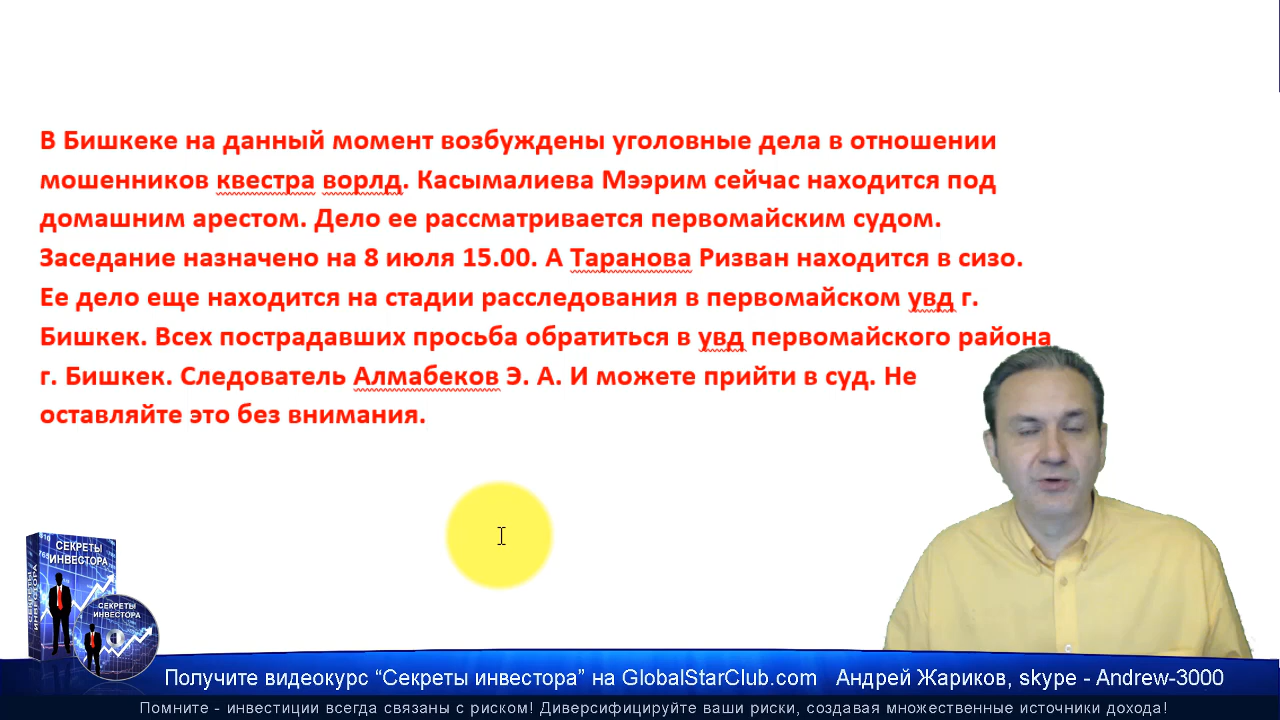 В Бишкеке на данный момент возбуждены уголовные дела в отношении
мошенников квестра ворлд. Касымалиева Мээрим сейчас находится под
домашним арестом. Дело ее рассматривается первомайским судом.
Заседание назначено на 8 июля 15.00. А Таранова Ризван находится в сизо.
Ее дело еще находится на стадии расследования в первомайском увд г.
Бишкек. Всех пострадавших просьба обратиться в увд первомайского района
г. Бишкек. Следователь Алмабеков Э. А. И можете прийти в суд. Не
оставляйте это без внимания.
СЕКРЕТЫ
ИНВЕСТОРА
СЕКРЕТЫ
ИНВЕСТОРА
Получите видеокурс “Секреты инвестора” на GlobalStarClub.com Андрей Жариков, skype - Andrew-3000
Помните - инвестиции всегда связаны с риском! Диверсифицируйте ваши риски, создавая множественные источники дохода!